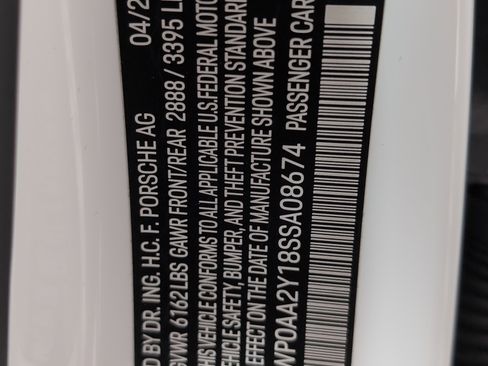 D BY DR. ING. H.C. F. PORSCHE AG 04/2
GVWR 6162 LBS GAWR FRONT/REAR 2888 / 3395 L
THIS VEHICLE CONFORMS TO ALL APPLICABLE U.S. FEDERAL MOTO
VEHICLE SAFETY, BUMPER, AND THEFT PREVENTION STANDARD
EFFECT ON THE DATE OF MANUFACTURE SHOWN ABOVE
WP0AA2Y18SSA08674 PASSENGER CAR